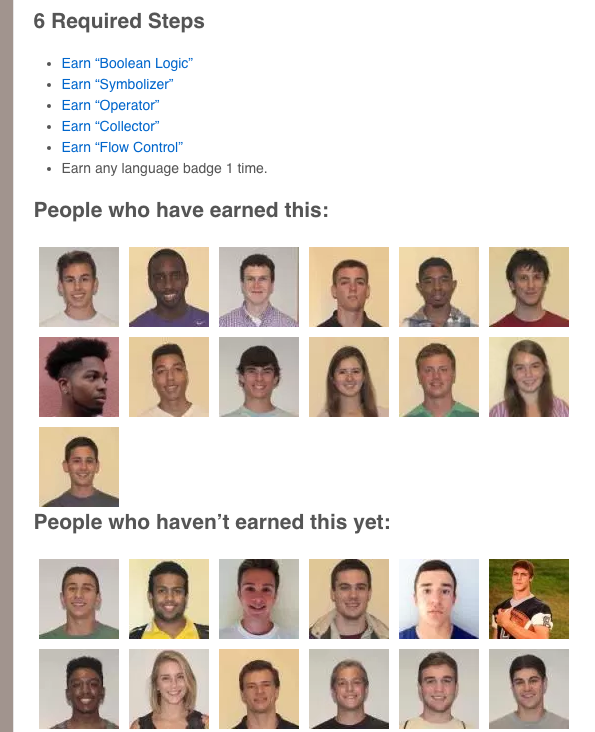 6 Required Steps
Earn “Boolean Logic”
Earn “Symbolizer”
Earn “Operator”
Earn “Collector”
Earn “Flow Control”
Earn any language badge 1 time.
People who have earned this:
People who haven’t earned this yet: